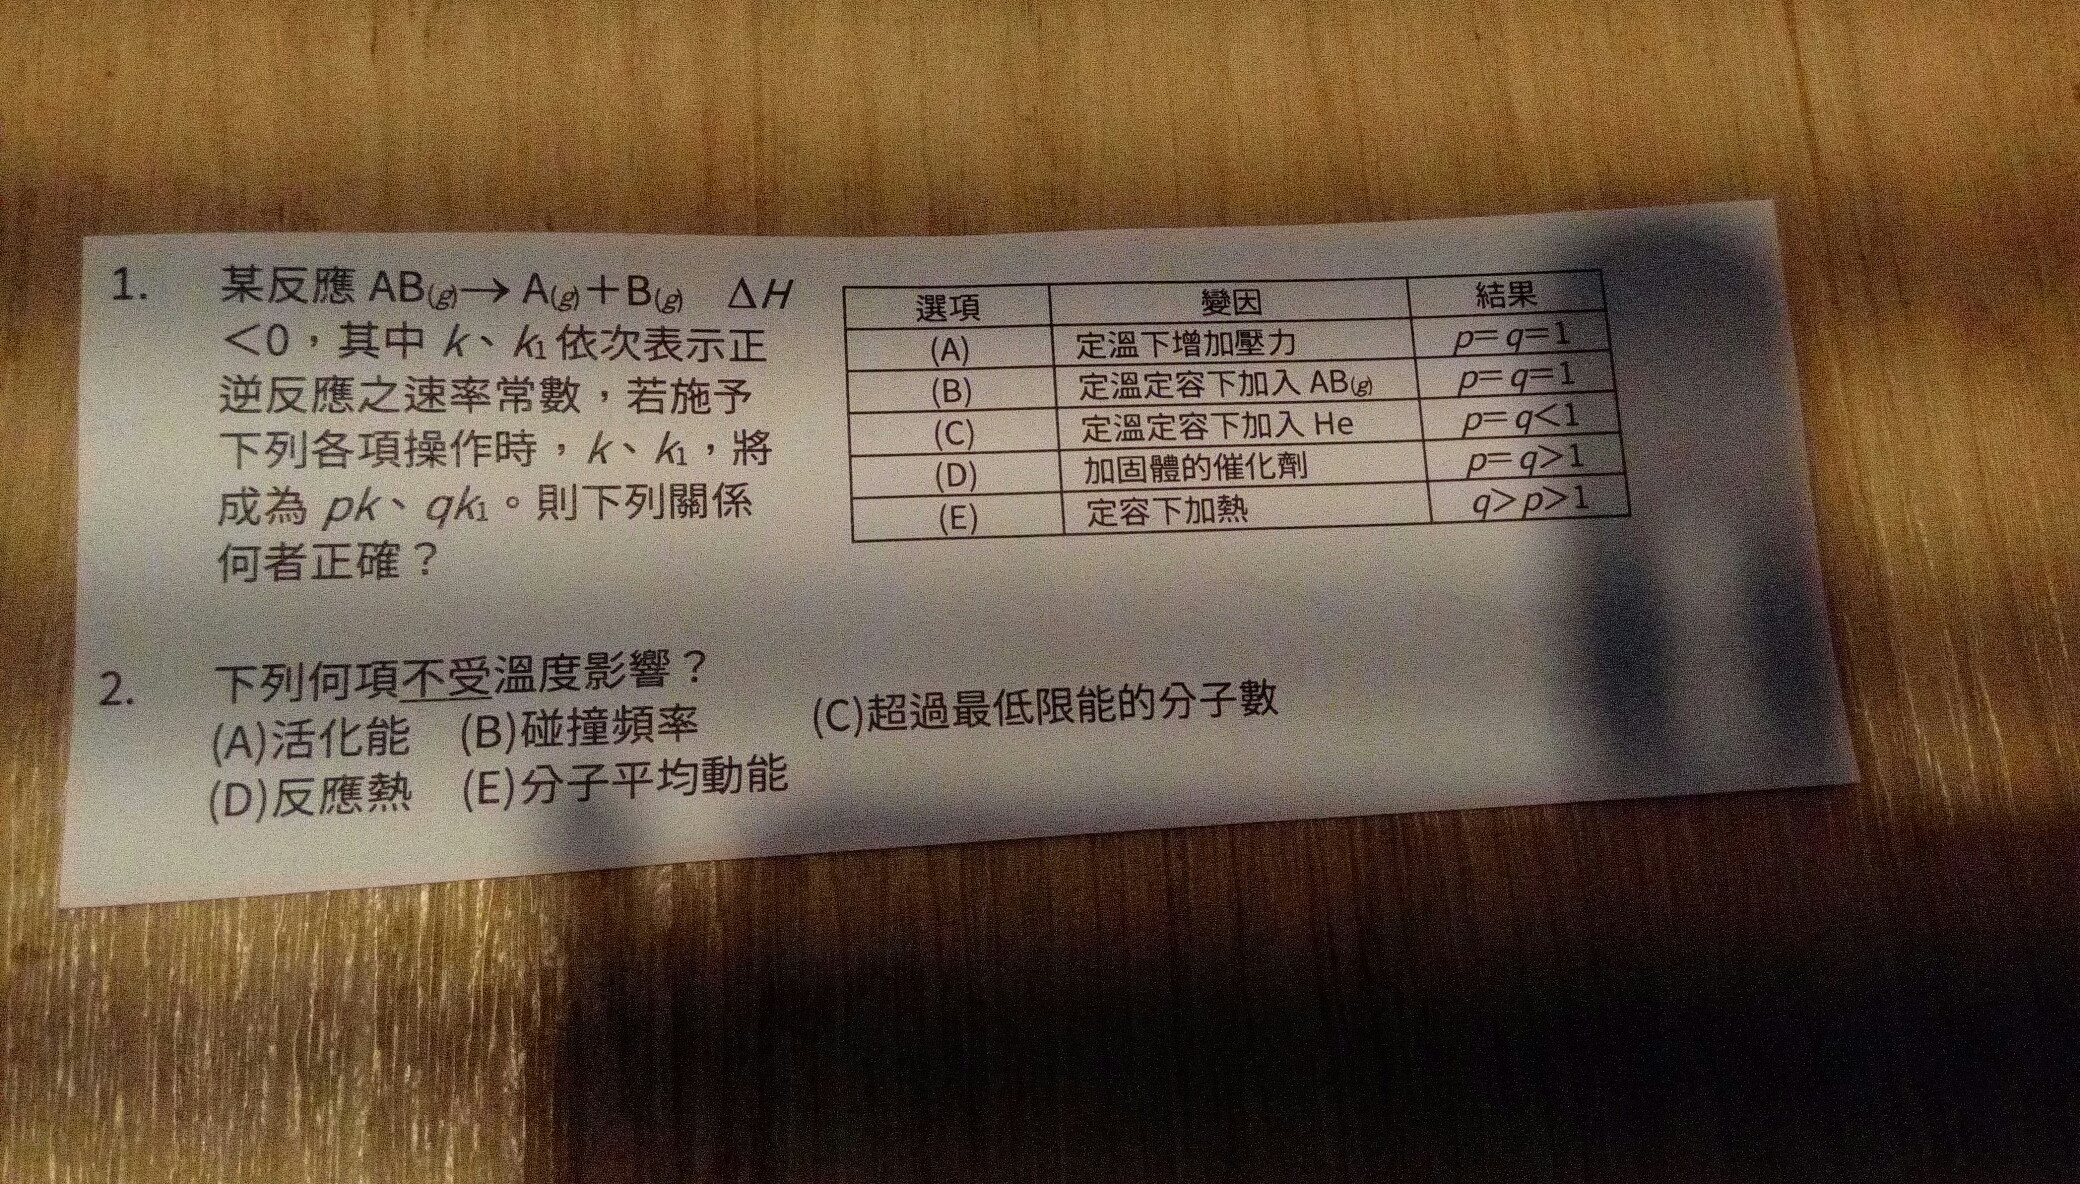 1. 某反應 AB(g)→ A(g)+B(g) ΔH
<0，其中 k、k1 依次表示正
逆反應之速率常數，若施予
下列各項操作時，k、k1，將
成為 pk、qk1。則下列關係
何者正確？
選項 變因 結果
(A) 定溫下增加壓力 p=q=1
(B) 定溫定容下加入 AB(g) p=q=1
(C) 定溫定容下加入 He p=q<1
(D) 加固體的催化劑 p=q>1
(E) 定容下加熱 q>p>1
2. 下列何項不受溫度影響？
(A)活化能 (B)碰撞頻率 (C)超過最低限能的分子數
(D)反應熱 (E)分子平均動能